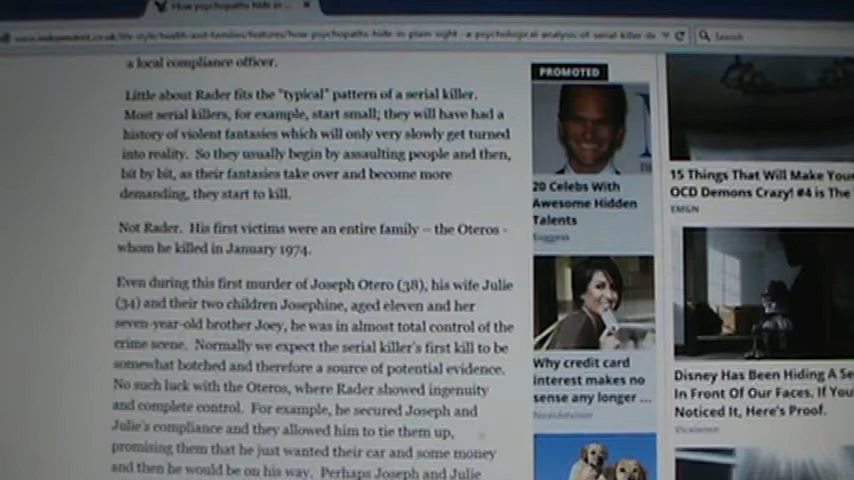 How psychopaths hide in ...
www.independent.co.uk/life-style/health-and-families/features/how-psychopaths-hide-in-plain-sight--a-psychological-analysis-of-serial-killer-de
Search
a local compliance officer.
Little about Rader fits the "typical" pattern of a serial killer.
Most serial killers, for example, start small; they will have had a
history of violent fantasies which will only very slowly get turned
into reality. So they usually begin by assaulting people and then,
bit by bit, as their fantasies take over and become more
demanding, they start to kill.
Not Rader. His first victims were an entire family – the Oteros -
whom he killed in January 1974.
Even during this first murder of Joseph Otero (38), his wife Julie
(34) and their two children Josephine, aged eleven and her
seven-year-old brother Joey, he was in almost total control of the
crime scene. Normally we expect the serial killer's first kill to be
somewhat botched and therefore a source of potential evidence.
No such luck with the Oteros, where Rader showed ingenuity
and complete control. For example, he secured Joseph and
Julie's compliance and they allowed him to tie them up,
promising them that he just wanted their car and some money
and then he would be on his way. Perhaps Joseph and Julie
PROMOTED
20 Celebs With
Awesome Hidden
Talents
Suggest
Why credit card
interest makes no
sense any longer ...
NextAdvisor
15 Things That Will Make Your
OCD Demons Crazy! #4 is The
EMGN
Disney Has Been Hiding A Se
In Front Of Our Faces. If You
Noticed It, Here's Proof.
Viralnova